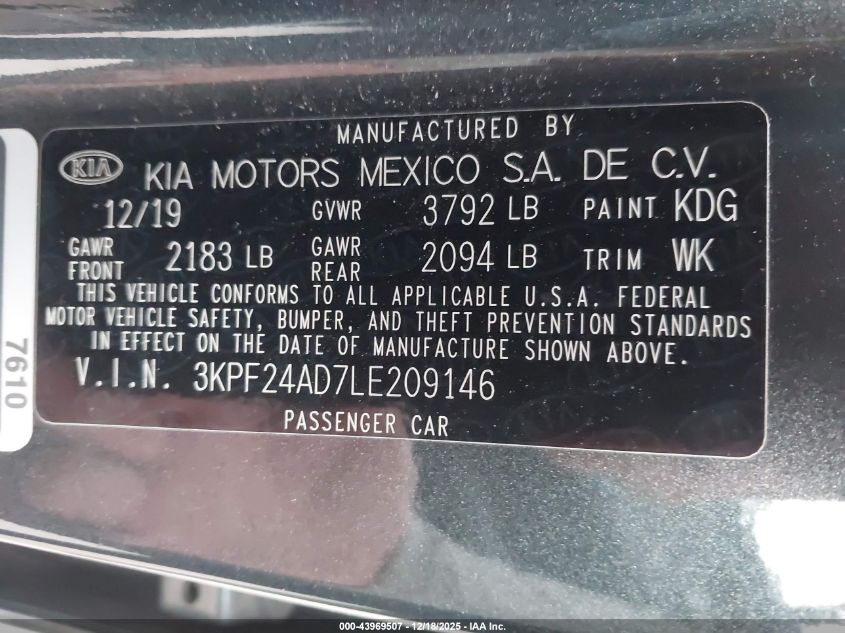 MANUFACTURED BY
KIA KIA MOTORS MEXICO S.A. DE C.V.
12/19 GVWR 3792 LB PAINT KDG
GAWR FRONT 2183 LB GAWR REAR 2094 LB TRIM WK
THIS VEHICLE CONFORMS TO ALL APPLICABLE U.S.A. FEDERAL
MOTOR VEHICLE SAFETY, BUMPER, AND THEFT PREVENTION STANDARDS
IN EFFECT ON THE DATE OF MANUFACTURE SHOWN ABOVE.
V.I.N. 3KPF24AD7LE209146
PASSENGER CAR
7610
000-43969507 - 12/18/2025 - IAA Inc.